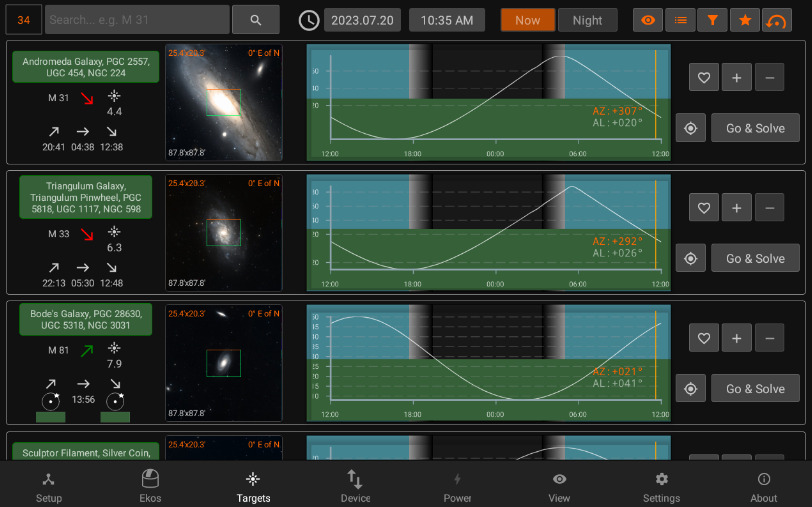 34
Search... e.g. M 31
2023.07.20
10:35 AM
Now
Night
Andromeda Galaxy, PGC 2557,
UGC 454, NGC 224
M 31
4.4
20:41 04:38 12:38
25.4'x20.3' 0° E of N
87.8'x87.8'
AZ:+307°
AL:+020°
12:00 18:00 00:00 06:00 12:00
Go & Solve
Triangulum Galaxy,
Triangulum Pinwheel, PGC
5818, UGC 1117, NGC 598
M 33
6.3
22:13 05:30 12:48
25.4'x20.3' 0° E of N
87.8'x87.8'
AZ:+292°
AL:+026°
12:00 18:00 00:00 06:00 12:00
Go & Solve
Bode's Galaxy, PGC 28630,
UGC 5318, NGC 3031
M 81
7.9
13:56
25.4'x20.3' 0° E of N
87.8'x87.8'
AZ:+021°
AL:+041°
12:00 18:00 00:00 06:00 12:00
Go & Solve
Sculptor Filament, Silver Coin,
25.4'x20.3' 0° E of N
Setup
Ekos
Targets
Device
Power
View
Settings
About